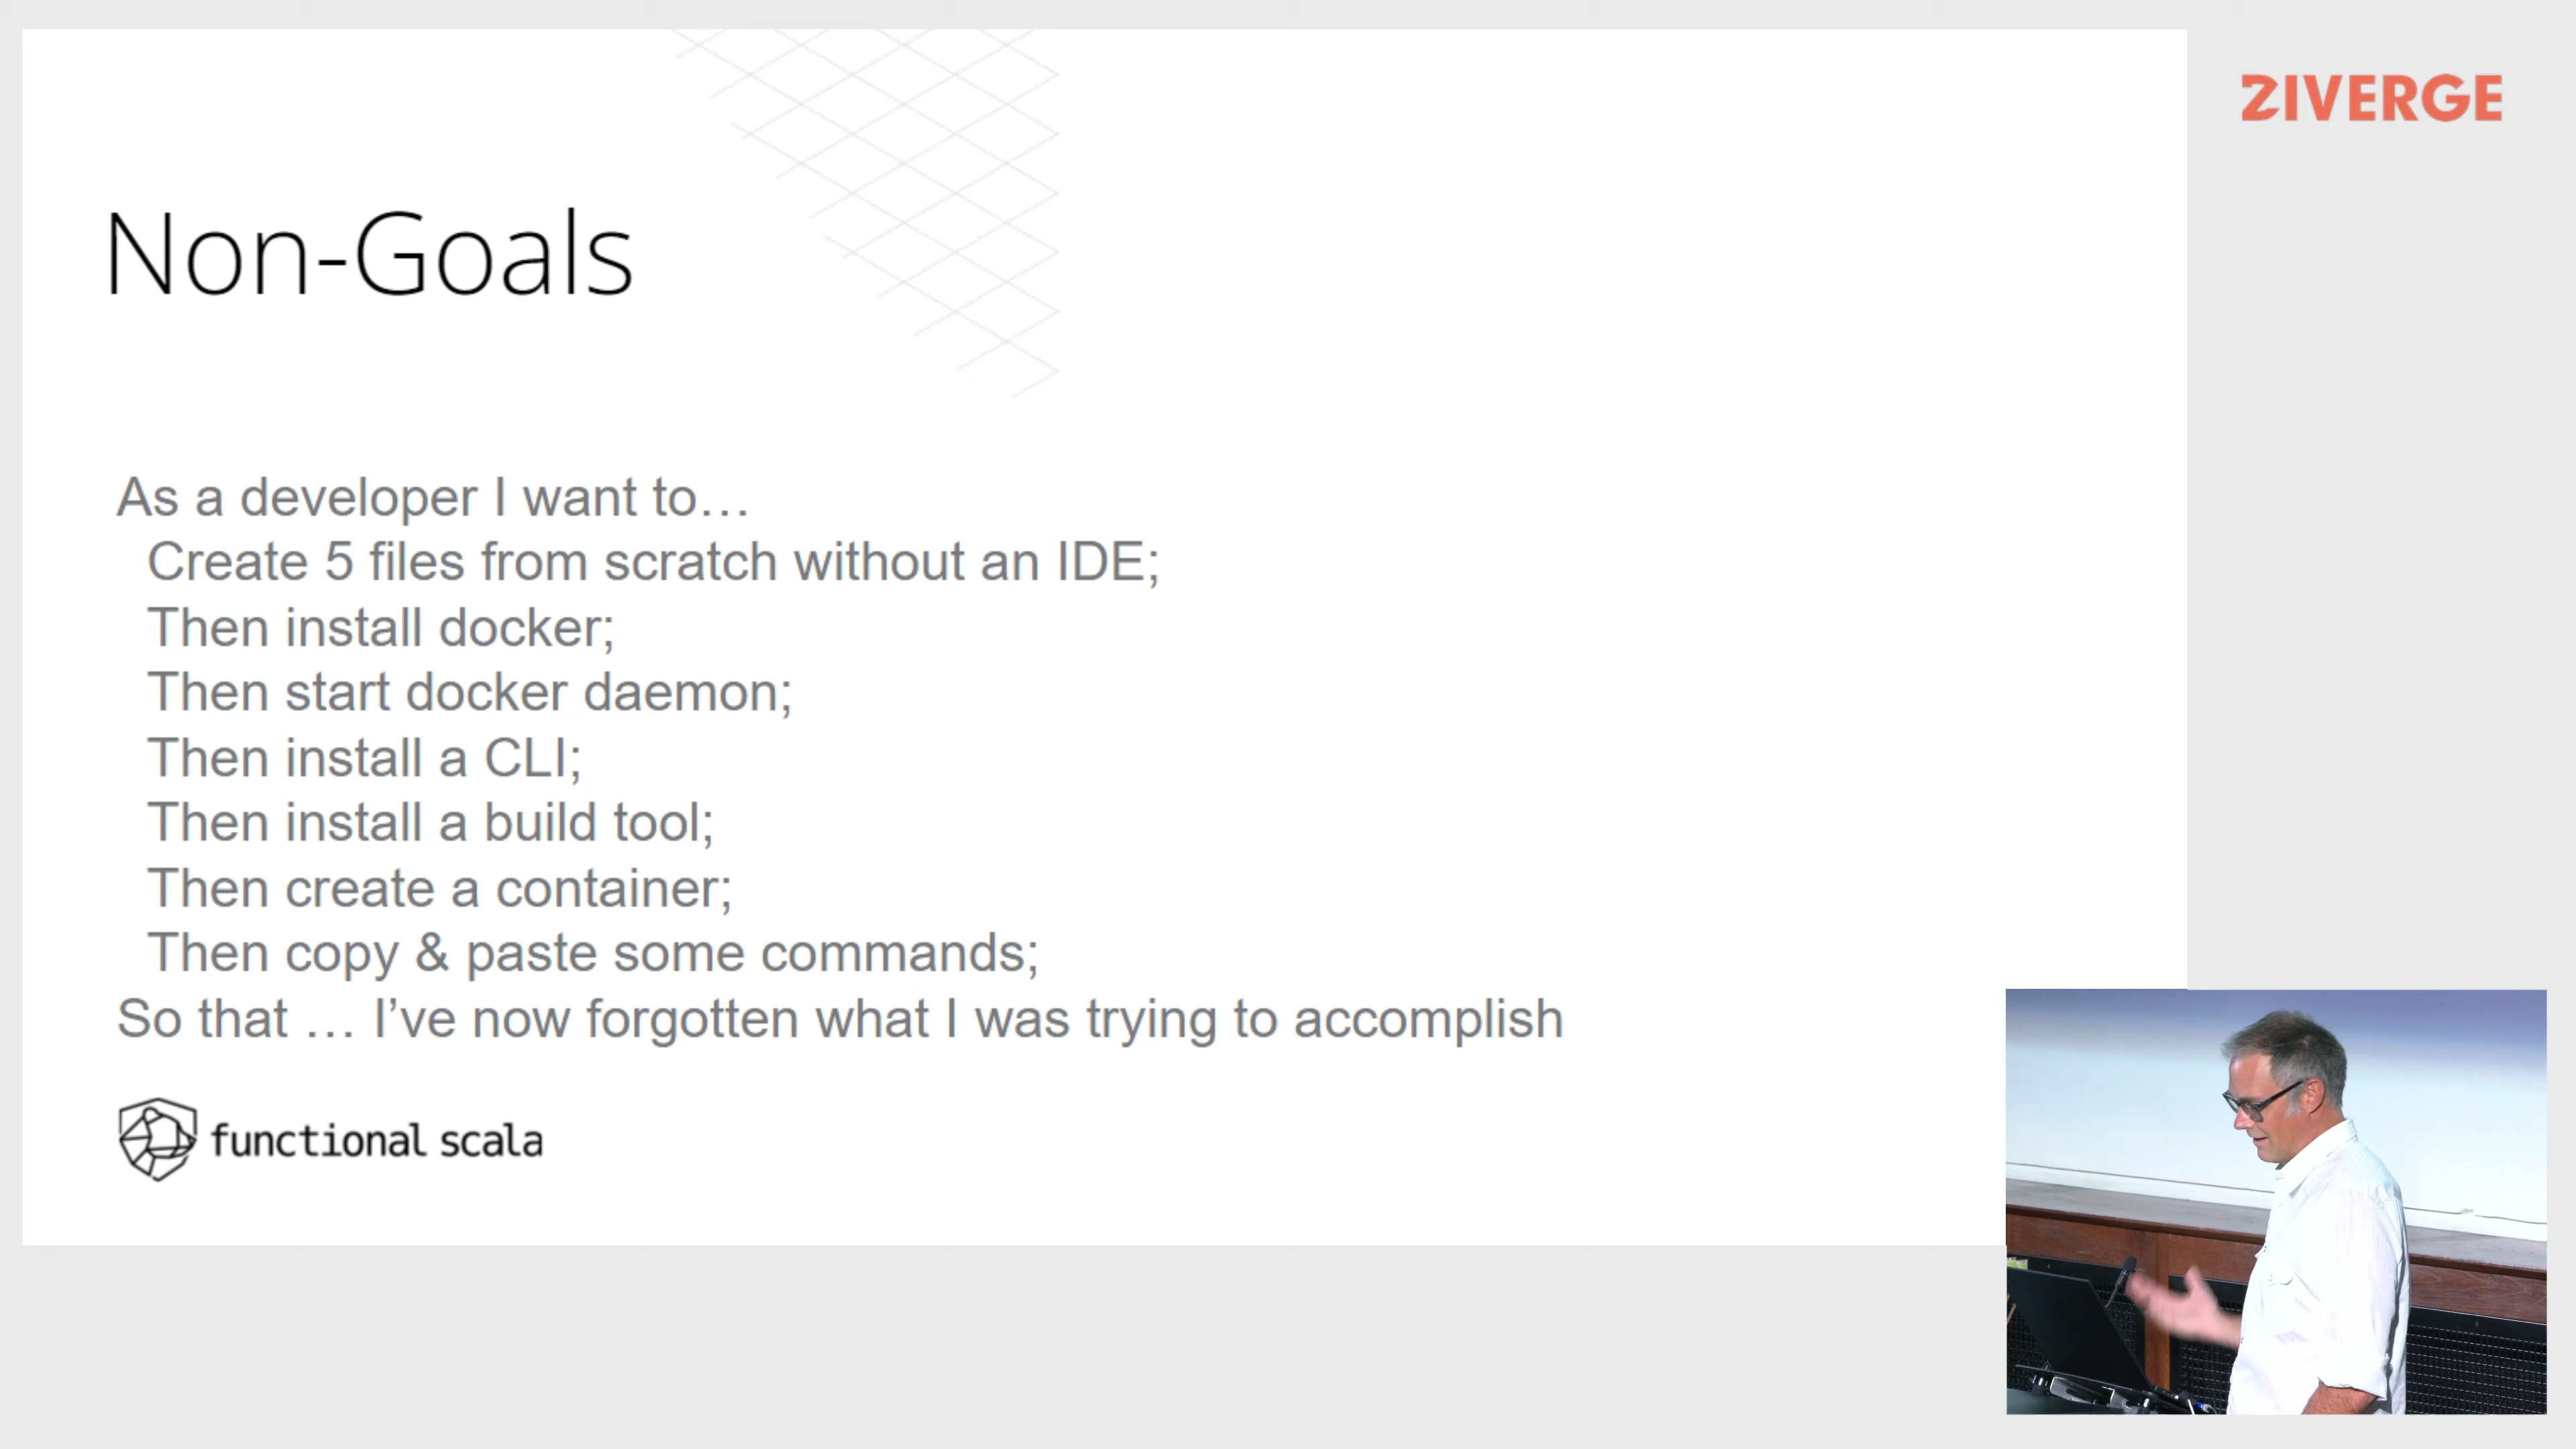 ZIVERGE
Non-Goals
As a developer I want to…
Create 5 files from scratch without an IDE;
Then install docker;
Then start docker daemon;
Then install a CLI;
Then install a build tool;
Then create a container;
Then copy & paste some commands;
So that … I’ve now forgotten what I was trying to accomplish
functional scala